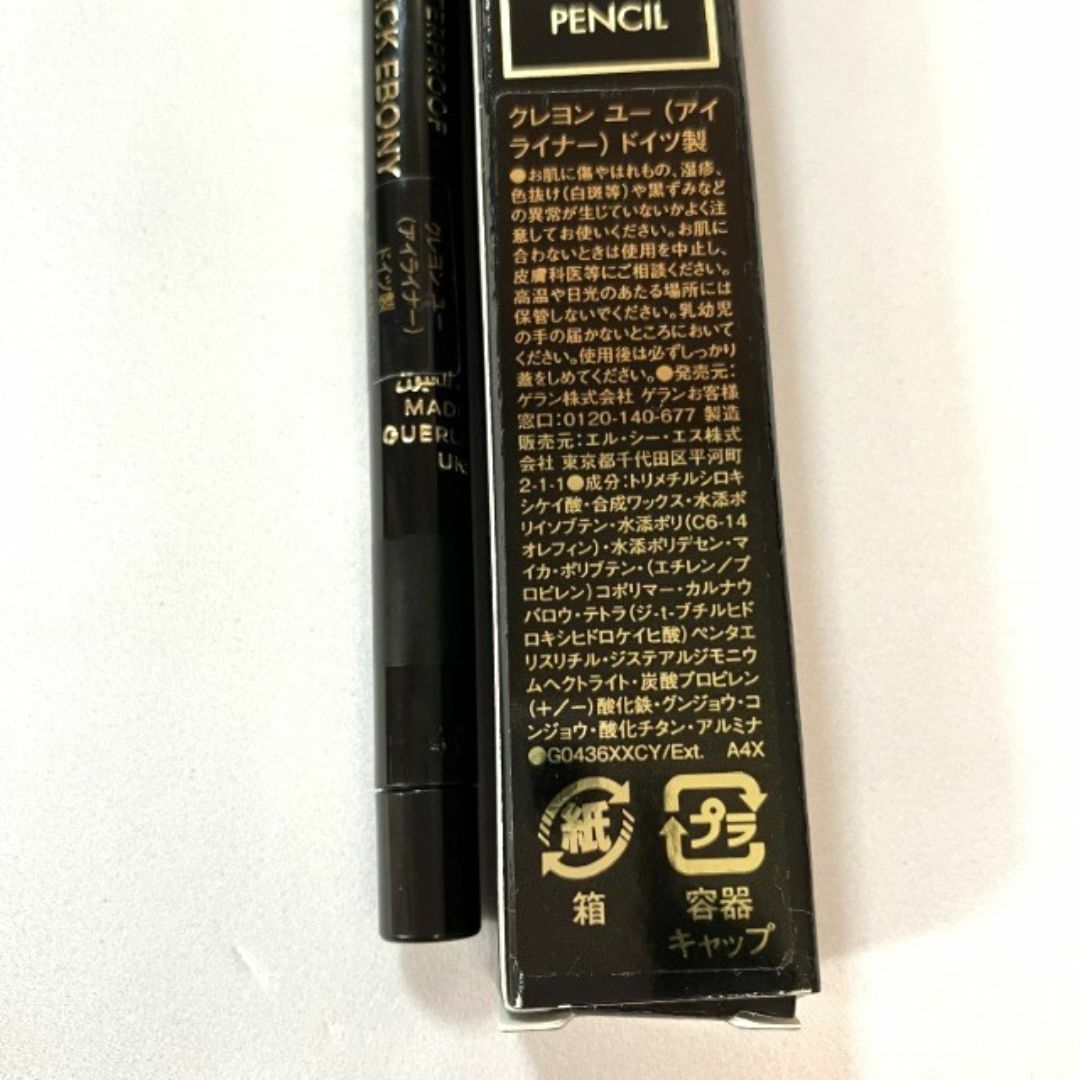 PENCIL
クレヨン ユー (アイ
ライナー) ドイツ製
●お肌に傷やはれもの、湿疹、
色抜け(白斑等)や黒ずみなど
の異常が生じていないかよく注
意してお使いください。お肌に
合わないときは使用を中止し、
皮膚科医等にご相談ください。
高温や日光のあたる場所には
保管しないでください。乳幼児
の手の届かないところにおいて
ください。使用後は必ずしっかり
蓋をしめてください。●発売元:
ゲラン株式会社 ゲランお客様
窓口:0120-140-677 製造
販売元:エル・シー・エス株式
会社 東京都千代田区平河町
2-1-1●成分:トリメチルシロキ
シケイ酸・合成ワックス・水添ポ
リイソブテン・水添ポリ(C6-14
オレフィン)・水添ポリデセン・マ
イカ・ポリブテン・(エチレン/プ
ロピレン)コポリマー・カルナウ
バロウ・テトラ(ジ-t-ブチルヒド
ロキシヒドロケイヒ酸)ペンタエ
リスリチル・ジステアルジモニウ
ムヘクトライト・炭酸プロピレン
(+/-)酸化鉄・グンジョウ・コ
ンジョウ・酸化チタン・アルミナ
●G0436XXCY/Ext. A4X
紙
箱
プラ
容器
キャップ
EBONY
クレヨン ユー
(アイライナー)
ドイツ製